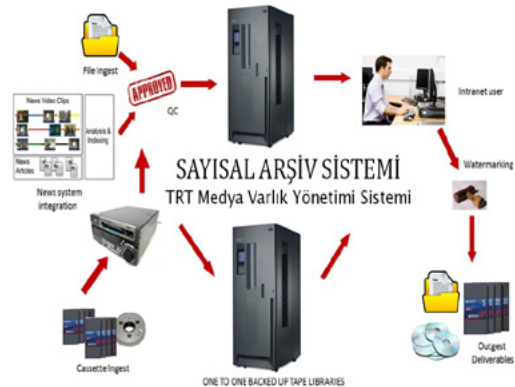 File ingest
APPROVED
QC
News Video Clips
Analysis &
Indexing
News
Articles
News system
integration
Intranet user
SAYISAL ARŞİV SİSTEMİ
TRT Medya Varlık Yönetimi Sistemi
Watermarking
Cassette Ingest
Outgest
Deliverables
ONE TO ONE BACKED UP TAPE LIBRARIES